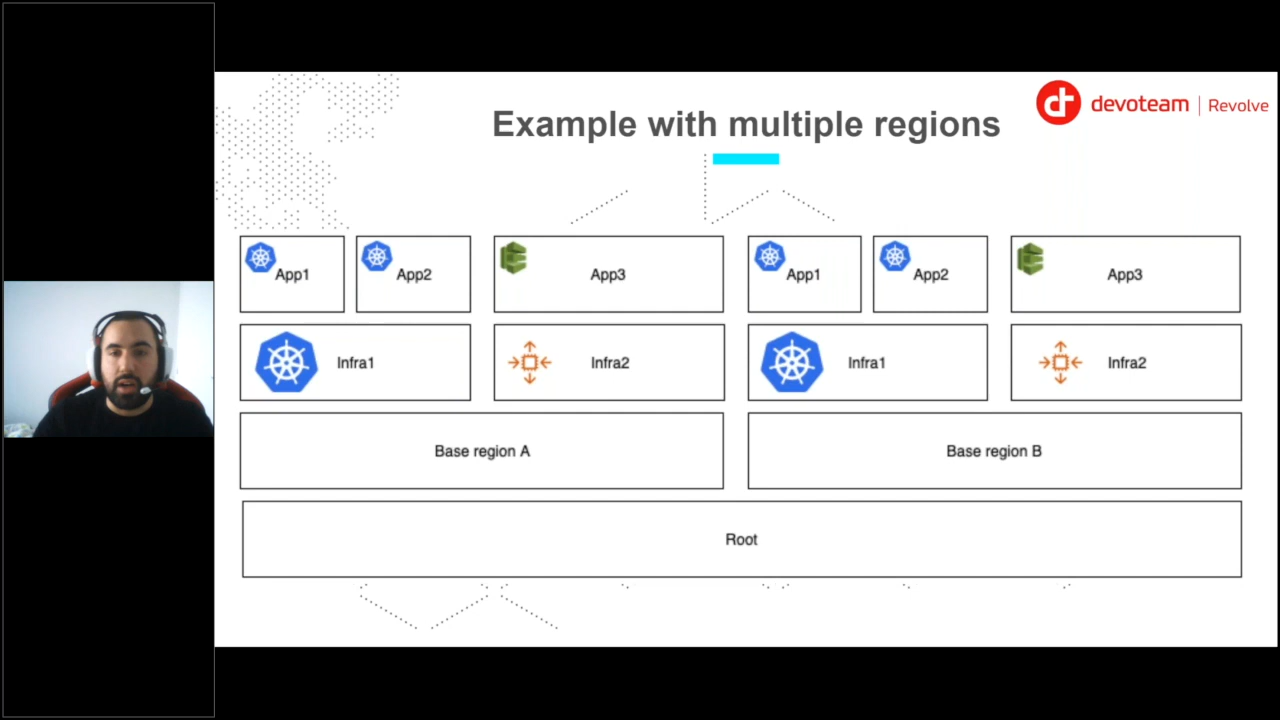 devoteam | Revolve
Example with multiple regions
App1
App2
App3
App1
App2
App3
Infra1
Infra2
Infra1
Infra2
Base region A
Base region B
Root